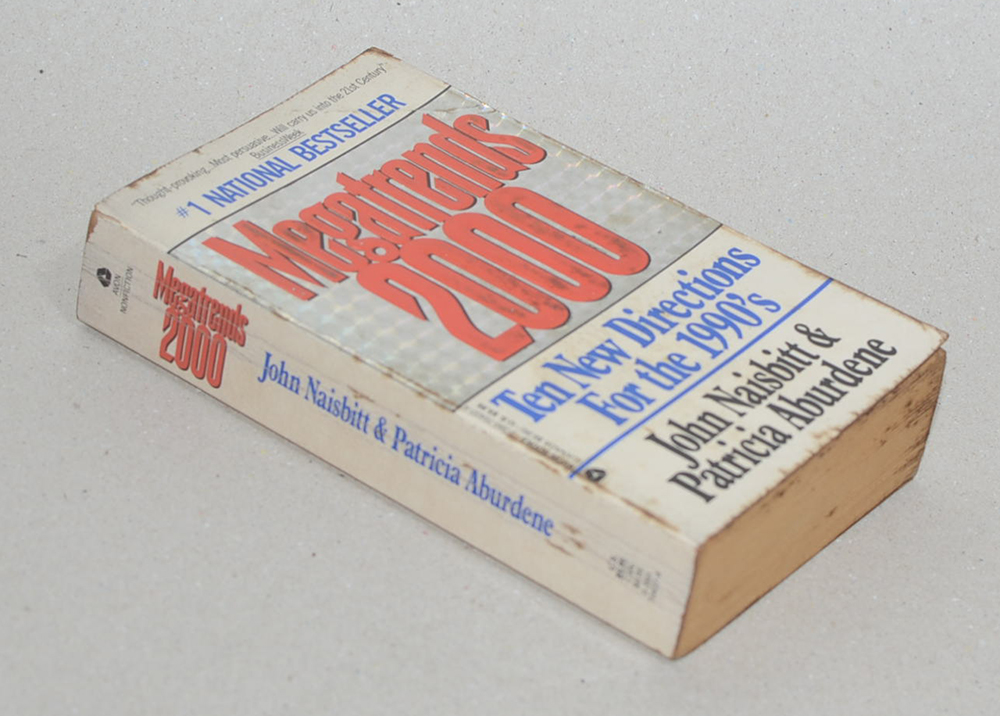 "Thought-provoking...Most persuasive...Will carry us into the 21st Century"
BusinessWeek
#1 NATIONAL BESTSELLER
Megatrends
2000
Ten New Directions
For the 1990's
John Naisbitt &
Patricia Aburdene
AVON
NONFICTION
Megatrends
2000
John Naisbitt & Patricia Aburdene